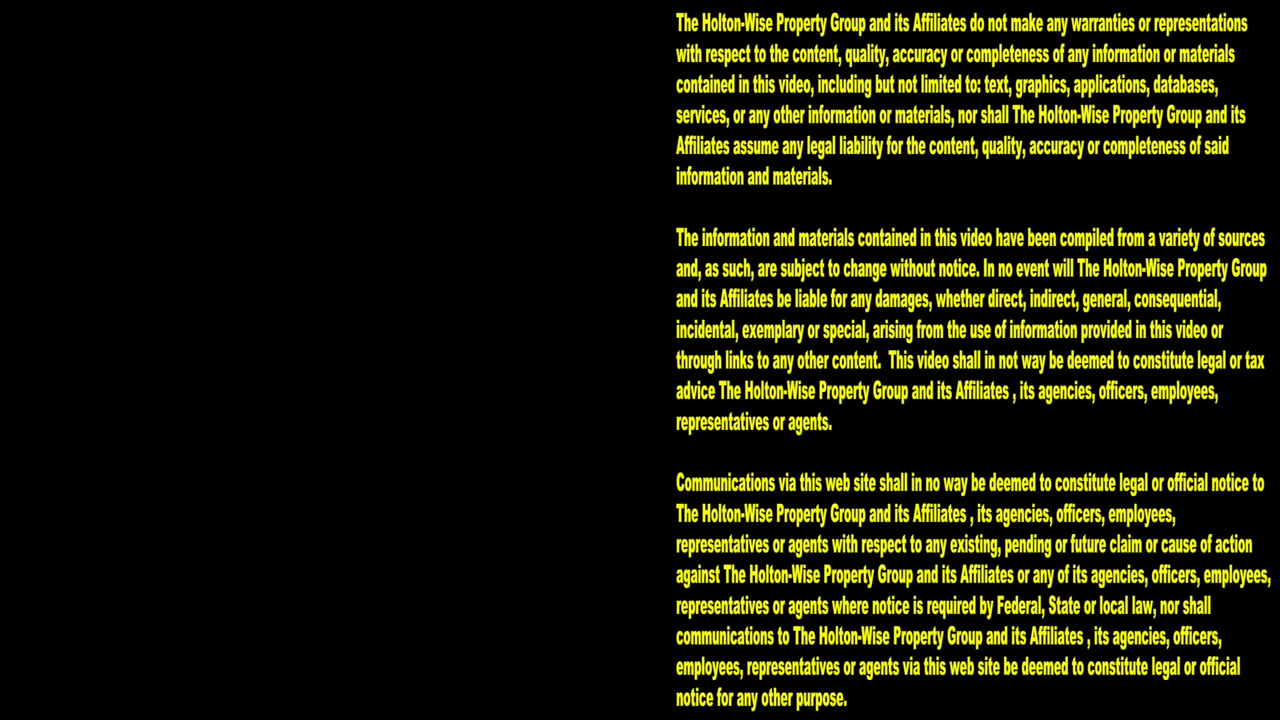 The Holton-Wise Property Group and its Affiliates do not make any warranties or representations
with respect to the content, quality, accuracy or completeness of any information or materials
contained in this video, including but not limited to: text, graphics, applications, databases,
services, or any other information or materials, nor shall The Holton-Wise Property Group and its
Affiliates assume any legal liability for the content, quality, accuracy or completeness of said
information and materials.
The information and materials contained in this video have been compiled from a variety of sources
and, as such, are subject to change without notice. In no event will The Holton-Wise Property Group
and its Affiliates be liable for any damages, whether direct, indirect, general, consequential,
incidental, exemplary or special, arising from the use of information provided in this video or
through links to any other content.  This video shall in not way be deemed to constitute legal or tax
advice The Holton-Wise Property Group and its Affiliates , its agencies, officers, employees,
representatives or agents.
Communications via this web site shall in no way be deemed to constitute legal or official notice to
The Holton-Wise Property Group and its Affiliates , its agencies, officers, employees,
representatives or agents with respect to any existing, pending or future claim or cause of action
against The Holton-Wise Property Group and its Affiliates or any of its agencies, officers, employees,
representatives or agents where notice is required by Federal, State or local law, nor shall
communications to The Holton-Wise Property Group and its Affiliates , its agencies, officers,
employees, representatives or agents via this web site be deemed to constitute legal or official
notice for any other purpose.